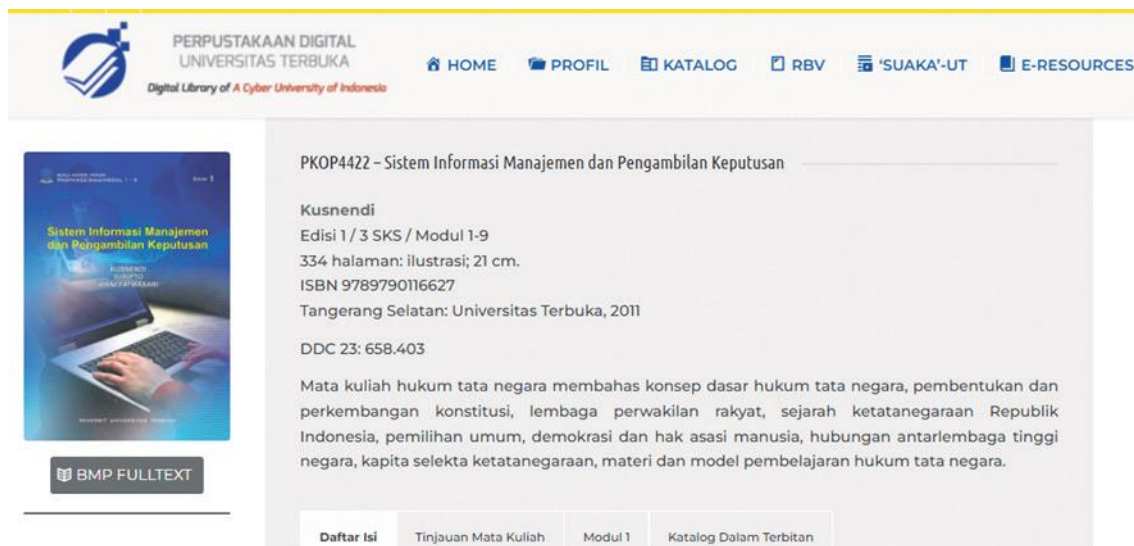 PERPUSTAKAAN DIGITAL
UNIVERSITAS TERBUKA
Digital Library of A Cyber University of Indonesia
HOME PROFIL KATALOG RBV 'SUAKA'-UT E-RESOURCES
Sistem Informasi Manajemen
dan Pengambilan Keputusan
KUSNENDI
SURIPTO
BMP FULLTEXT
PKOP4422 – Sistem Informasi Manajemen dan Pengambilan Keputusan
Kusnendi
Edisi 1 / 3 SKS / Modul 1-9
334 halaman: ilustrasi; 21 cm.
ISBN 9789790116627
Tangerang Selatan: Universitas Terbuka, 2011
DDC 23: 658.403
Mata kuliah hukum tata negara membahas konsep dasar hukum tata negara, pembentukan dan
perkembangan konstitusi, lembaga perwakilan rakyat, sejarah ketatanegaraan Republik
Indonesia, pemilihan umum, demokrasi dan hak asasi manusia, hubungan antarlembaga tinggi
negara, kapita selekta ketatanegaraan, materi dan model pembelajaran hukum tata negara.
Daftar Isi Tinjauan Mata Kuliah Modul 1 Katalog Dalam Terbitan